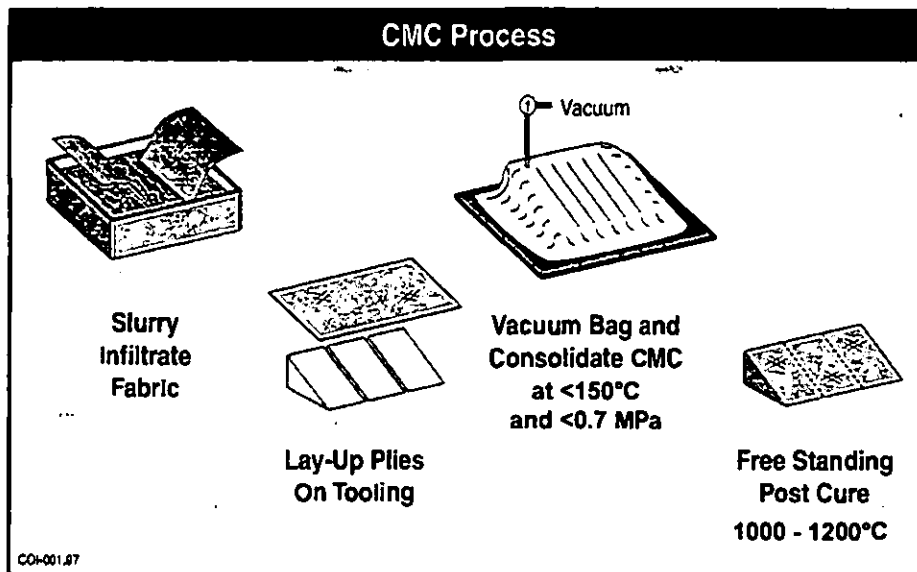 CMC Process
Vacuum
Slurry
Infiltrate
Fabric
Lay-Up Plies
On Tooling
Vacuum Bag and
Consolidate CMC
at <150°C
and <0.7 MPa
Free Standing
Post Cure
1000 - 1200°C
COI-001.97